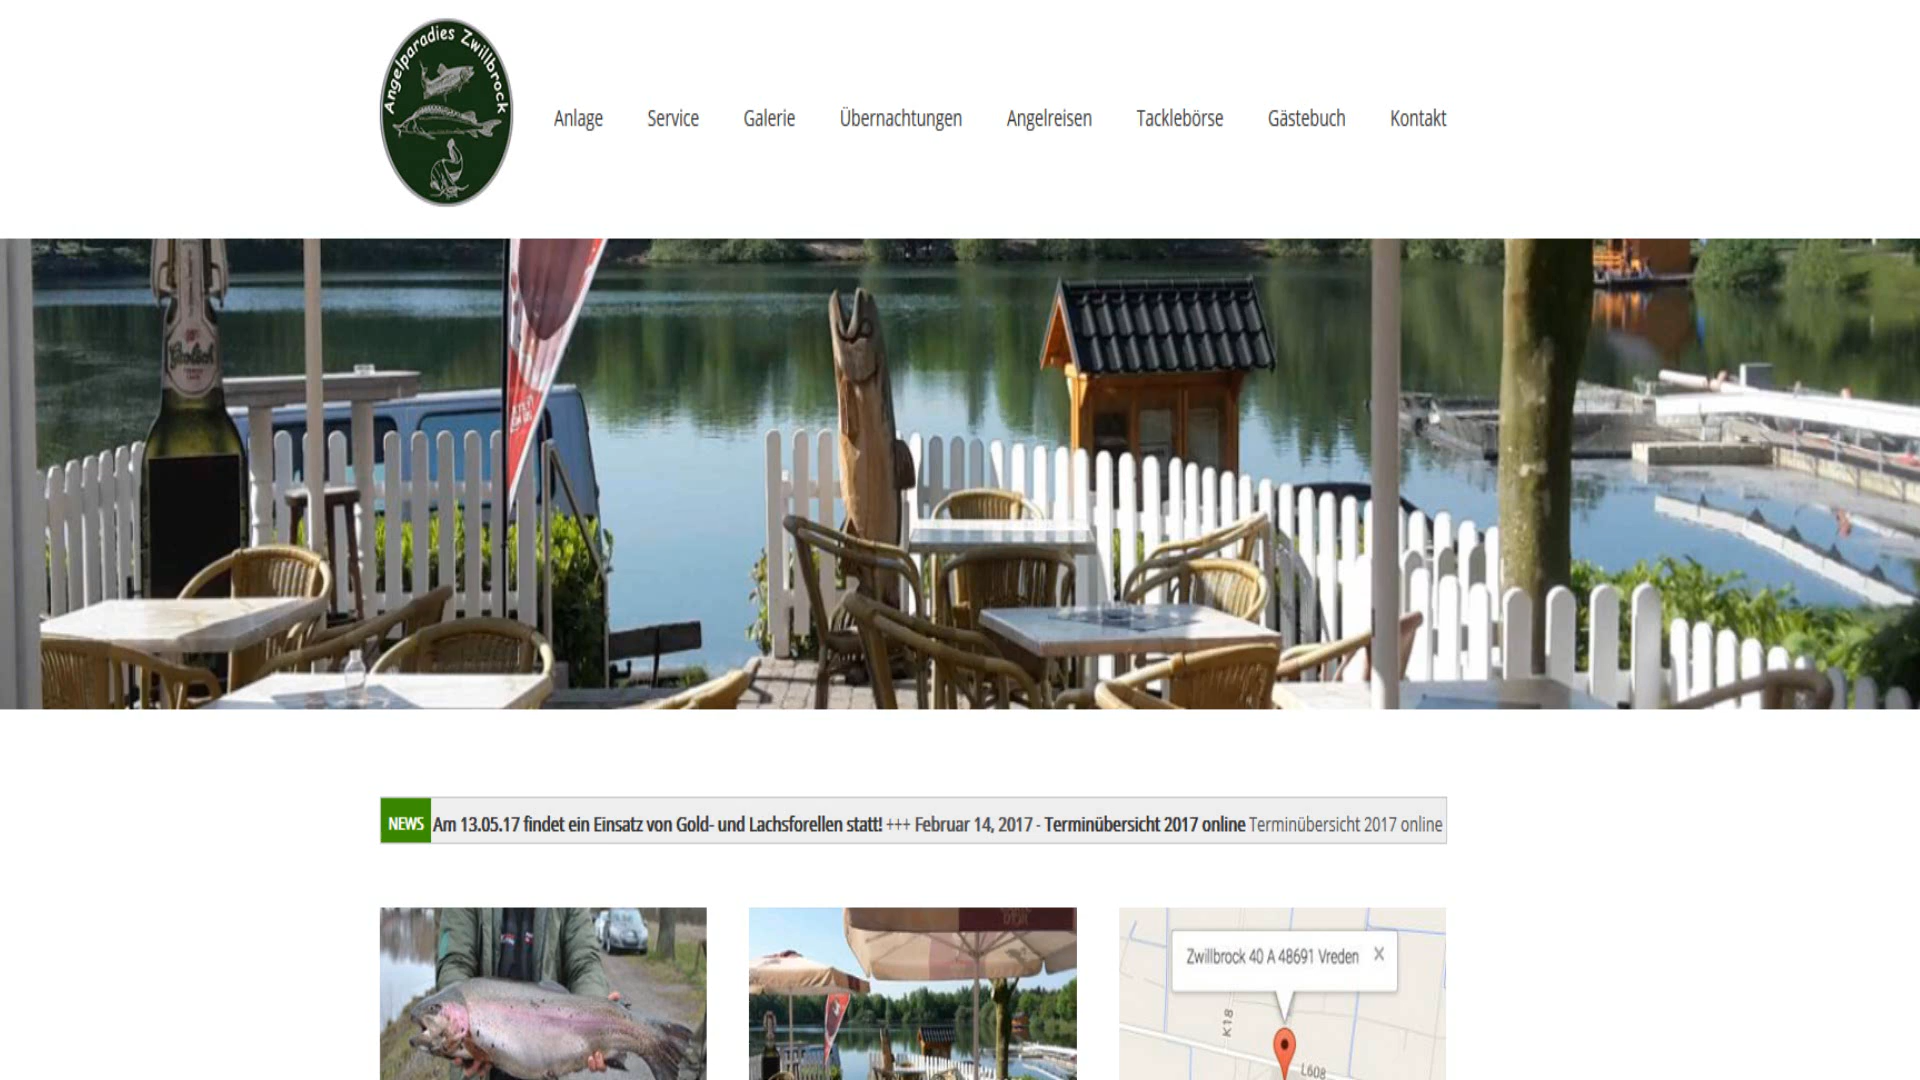 Angelparadies Zwillbrock
Anlage Service Galerie Übernachtungen Angelreisen Tacklebörse Gästebuch Kontakt
Grolsch
NEWS Am 13.05.17 findet ein Einsatz von Gold- und Lachsforellen statt! +++ Februar 14, 2017 - Terminübersicht 2017 online Terminübersicht 2017 online
Zwillbrock 40 A 48691 Vreden ×
K18
L608